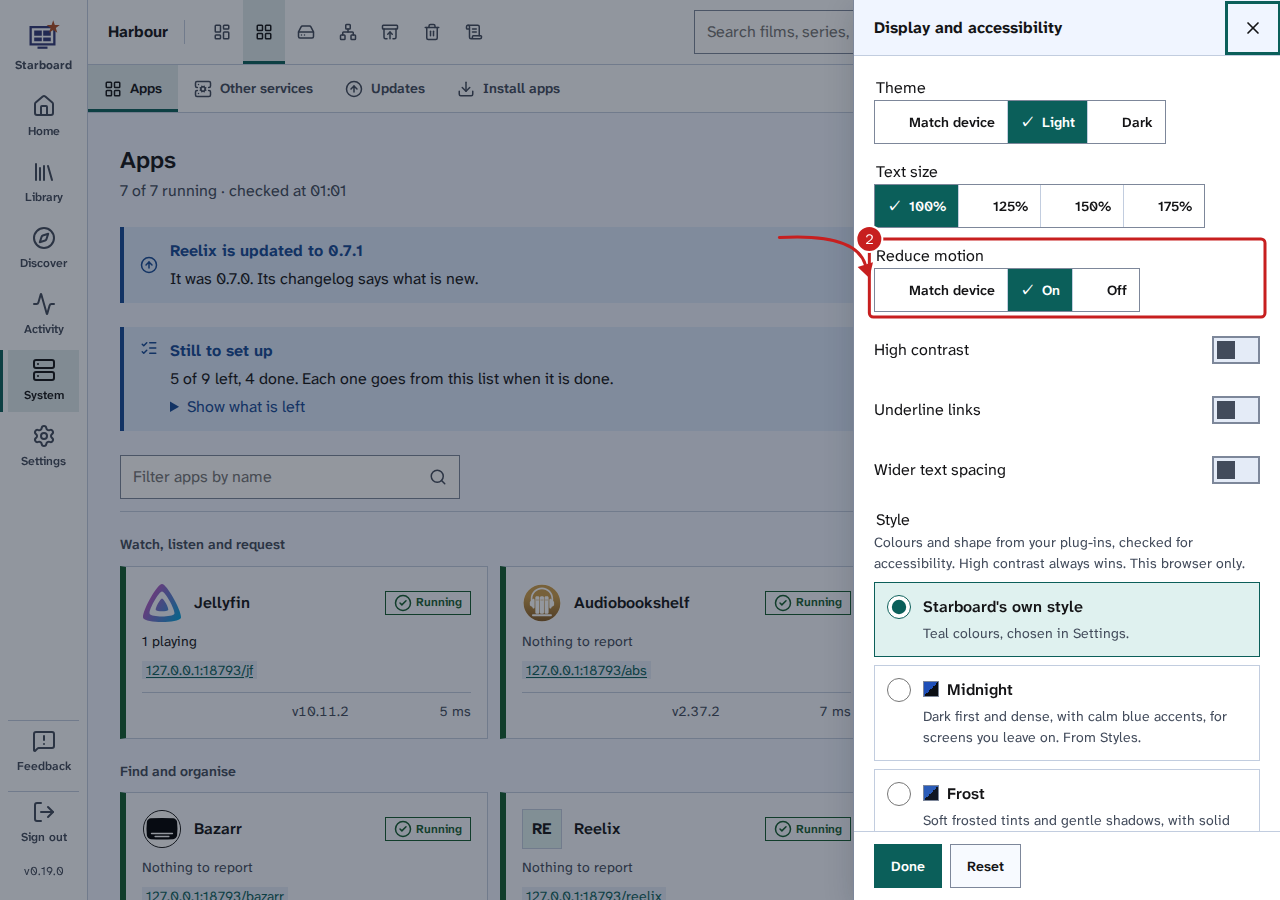 Starboard
Home
Library
Discover
Activity
System
Settings
Feedback
Sign out
v0.19.0
Harbour
Search films, series,
Apps
Other services
Updates
Install apps
Apps
7 of 7 running · checked at 01:01
Reelix is updated to 0.7.1
It was 0.7.0. Its changelog says what is new.
Still to set up
5 of 9 left, 4 done. Each one goes from this list when it is done.
Show what is left
Filter apps by name
Watch, listen and request
Jellyfin
Running
1 playing
127.0.0.1:18793/jf
v10.11.2
5 ms
Audiobookshelf
Running
Nothing to report
127.0.0.1:18793/abs
v2.37.2
7 ms
Find and organise
Bazarr
Running
Nothing to report
127.0.0.1:18793/bazarr
RE
Reelix
Running
Nothing to report
127.0.0.1:18793/reelix
Display and accessibility
Theme
Match device
✓ Light
Dark
Text size
✓ 100%
125%
150%
175%
2
Reduce motion
Match device
✓ On
Off
High contrast
Underline links
Wider text spacing
Style
Colours and shape from your plug-ins, checked for
accessibility. High contrast always wins. This browser only.
Starboard's own style
Teal colours, chosen in Settings.
Midnight
Dark first and dense, with calm blue accents, for
screens you leave on. From Styles.
Frost
Soft frosted tints and gentle shadows, with solid
Done
Reset